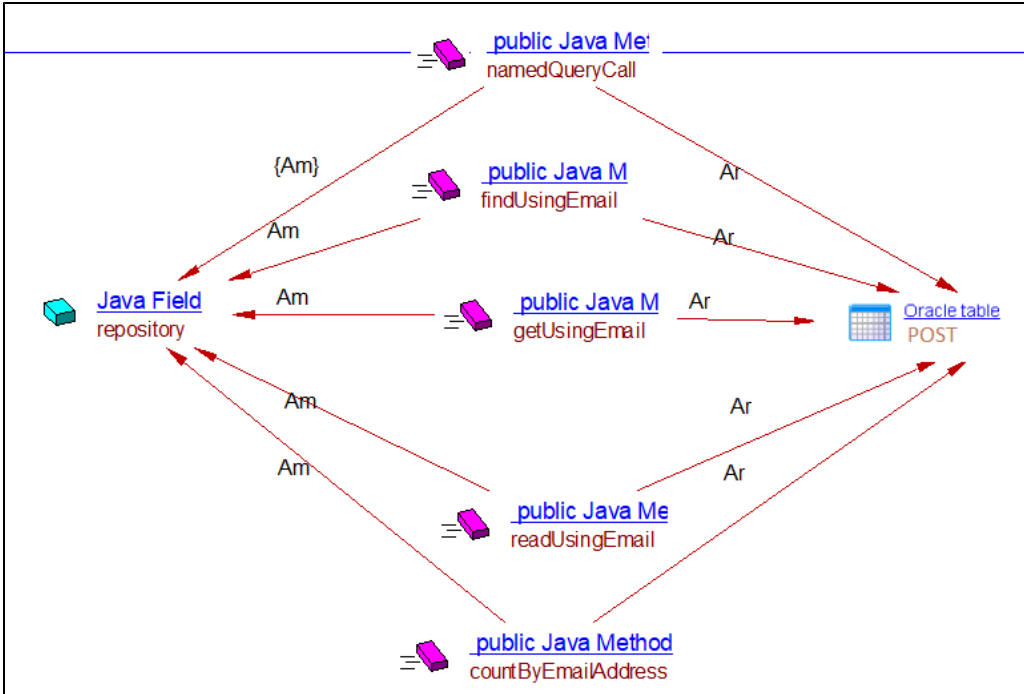 public Java Met
namedQueryCall
{Am}
Ar
public Java M
findUsingEmail
Am
Ar
Java Field
repository
Am
public Java M
getUsingEmail
Ar
Oracle table
POST
Am
Ar
public Java Me
readUsingEmail
Am
Ar
public Java Method
countByEmailAddress